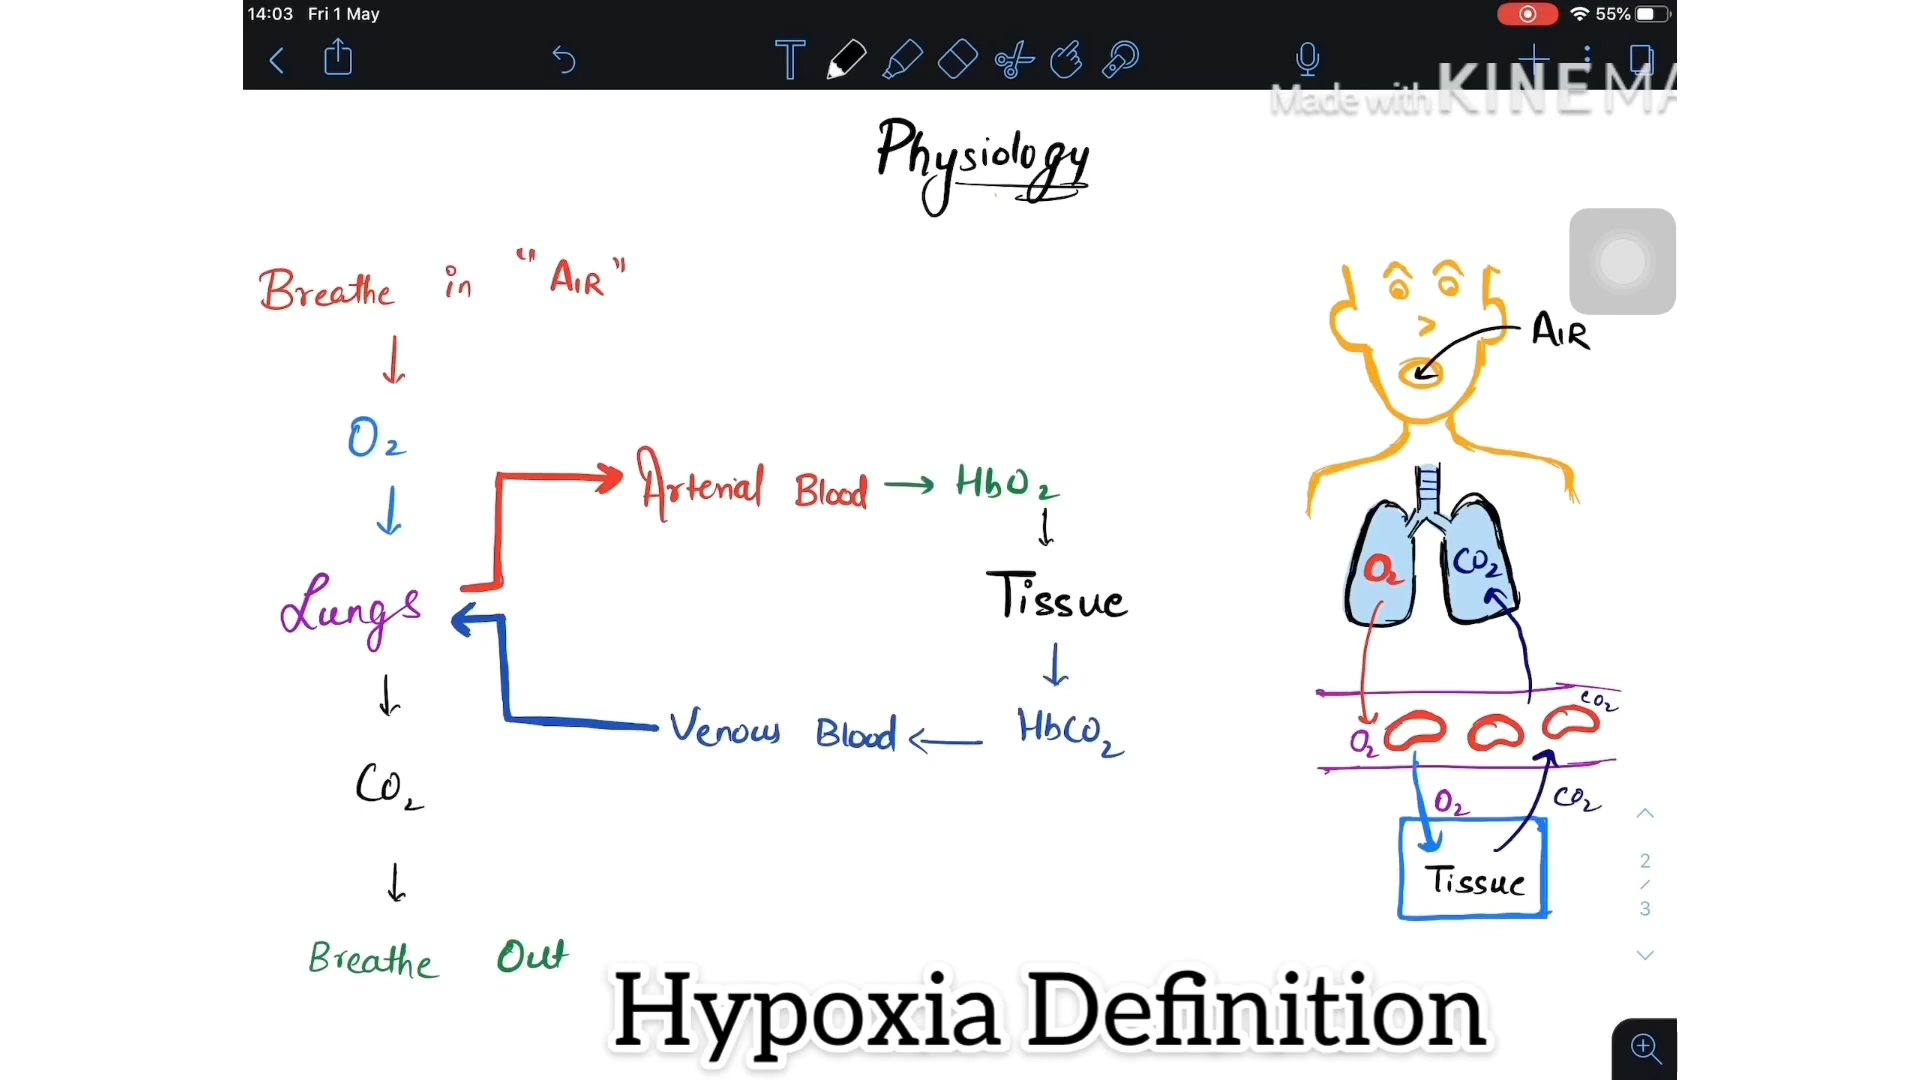 14:03 Fri 1 May
55%
T
Made with KINEMA
Physiology
Breathe in "AIR"
AIR
O2
Arterial Blood → HbO2
O2
CO2
Tissue
Lungs
Venous Blood ← HbCO2
CO2
O2
CO2
O2
CO2
Tissue
2
/
3
Breathe Out
Hypoxia Definition